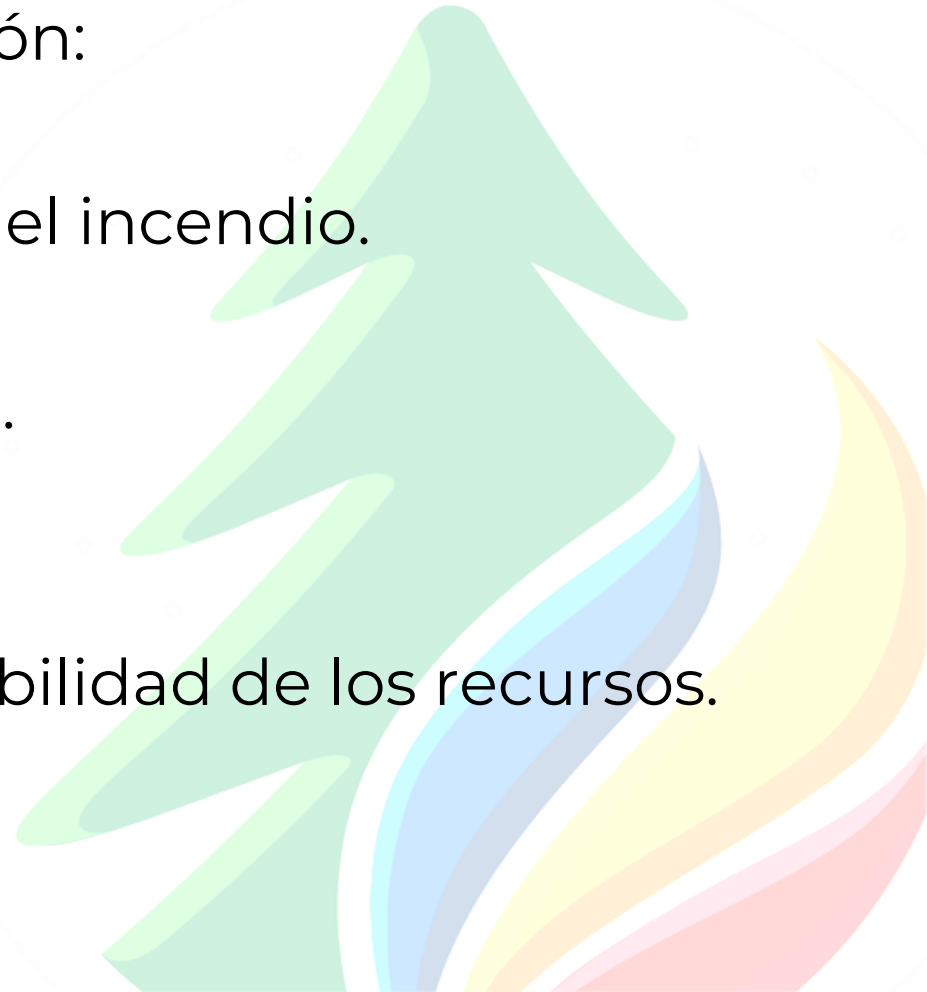 ón:
el incendio.
.
bilidad de los recursos.